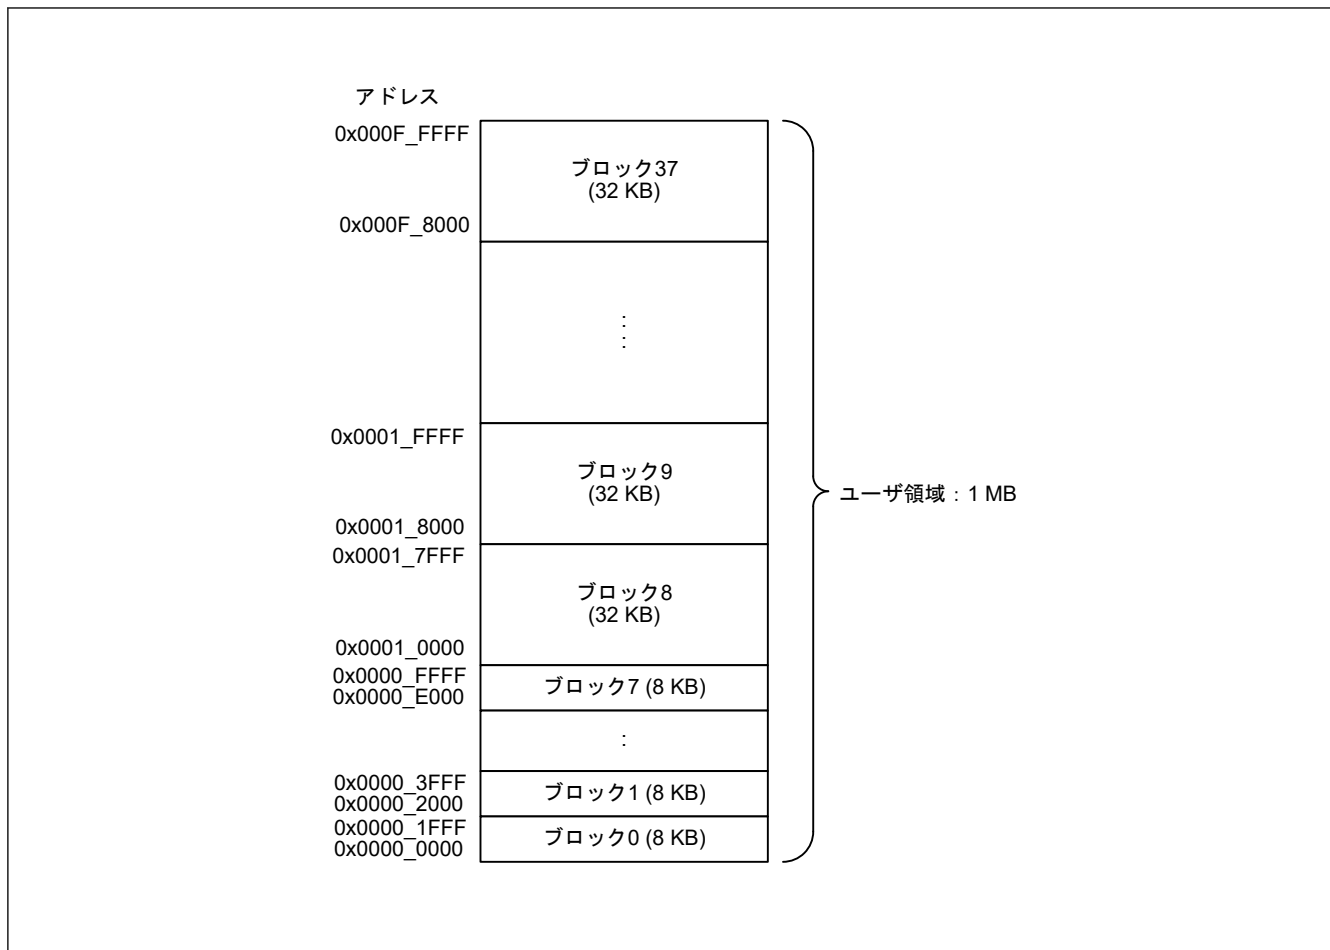 アドレス
0x000F_FFFF
ブロック37
(32 KB)
0x000F_8000
:
:
0x0001_FFFF
ブロック9
(32 KB)
ユーザ領域：1 MB
0x0001_8000
0x0001_7FFF
ブロック8
(32 KB)
0x0001_0000
0x0000_FFFF
ブロック7 (8 KB)
0x0000_E000
:
0x0000_3FFF
ブロック1 (8 KB)
0x0000_2000
0x0000_1FFF
ブロック0 (8 KB)
0x0000_0000